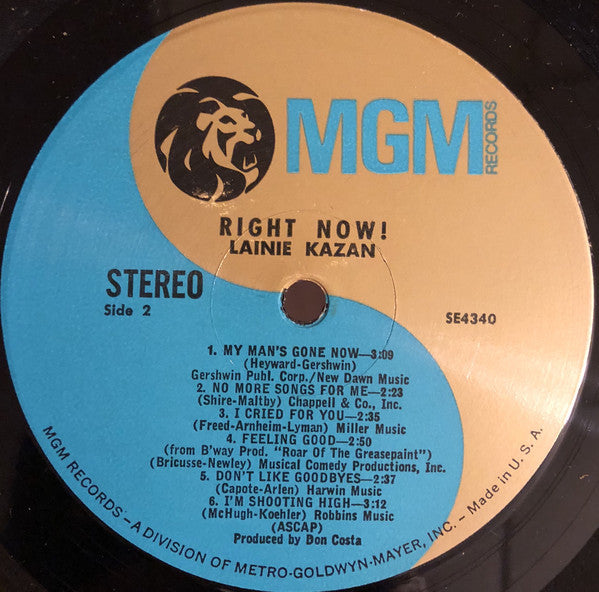 MGM
RECORDS
RIGHT NOW!
LAINIE KAZAN
STEREO
Side 2
SE4340
1. MY MAN'S GONE NOW—3:09
(Heyward-Gershwin)
Gershwin Publ. Corp./New Dawn Music
2. NO MORE SONGS FOR ME—2:23
(Shire-Maltby) Chappell & Co., Inc.
3. I CRIED FOR YOU—2:35
(Freed-Arnheim-Lyman) Miller Music
4. FEELING GOOD—2:50
(from B'way Prod. "Roar Of The Greasepaint")
(Bricusse-Newley) Musical Comedy Productions, Inc.
5. DON'T LIKE GOODBYES—2:37
(Capote-Arlen) Harwin Music
6. I'M SHOOTING HIGH—3:12
(McHugh-Koehler) Robbins Music
(ASCAP)
Produced by Don Costa
MGM RECORDS – A DIVISION OF METRO-GOLDWYN-MAYER, INC. – Made in U. S. A.